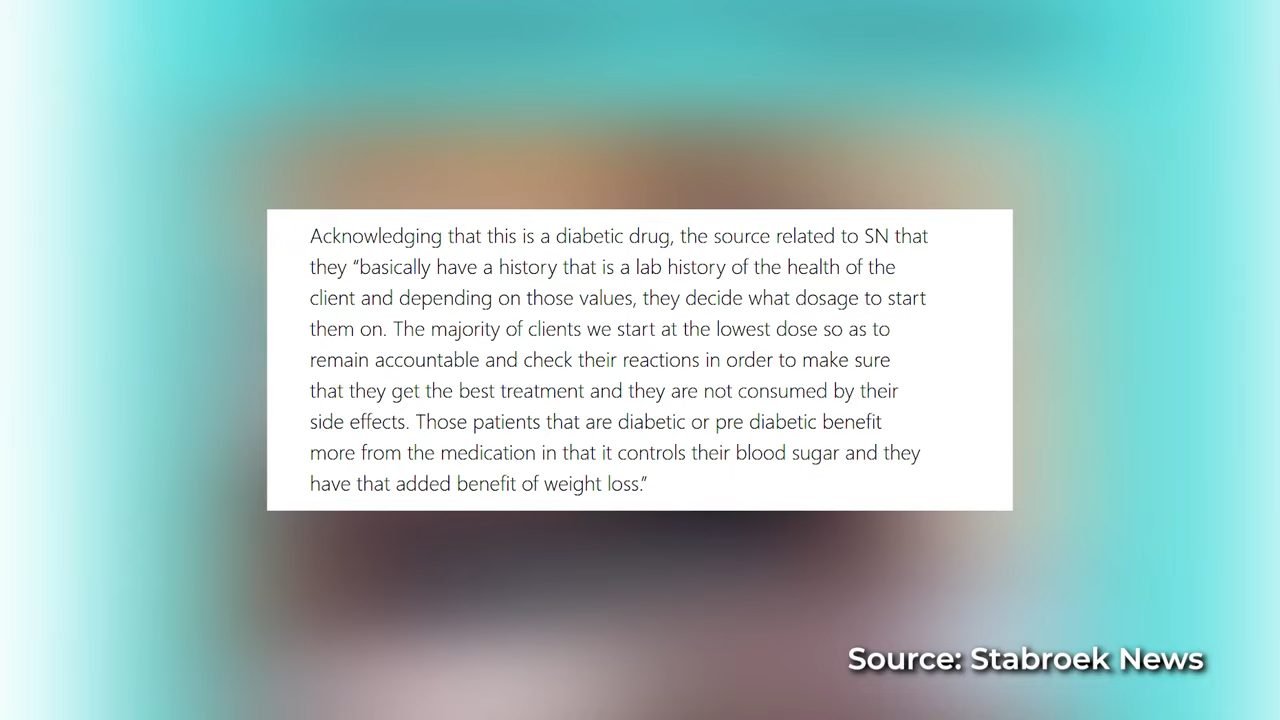 Acknowledging that this is a diabetic drug, the source related to SN that
they “basically have a history that is a lab history of the health of the
client and depending on those values, they decide what dosage to start
them on. The majority of clients we start at the lowest dose so as to
remain accountable and check their reactions in order to make sure
that they get the best treatment and they are not consumed by their
side effects. Those patients that are diabetic or pre diabetic benefit
more from the medication in that it controls their blood sugar and they
have that added benefit of weight loss.”
Source: Stabroek News